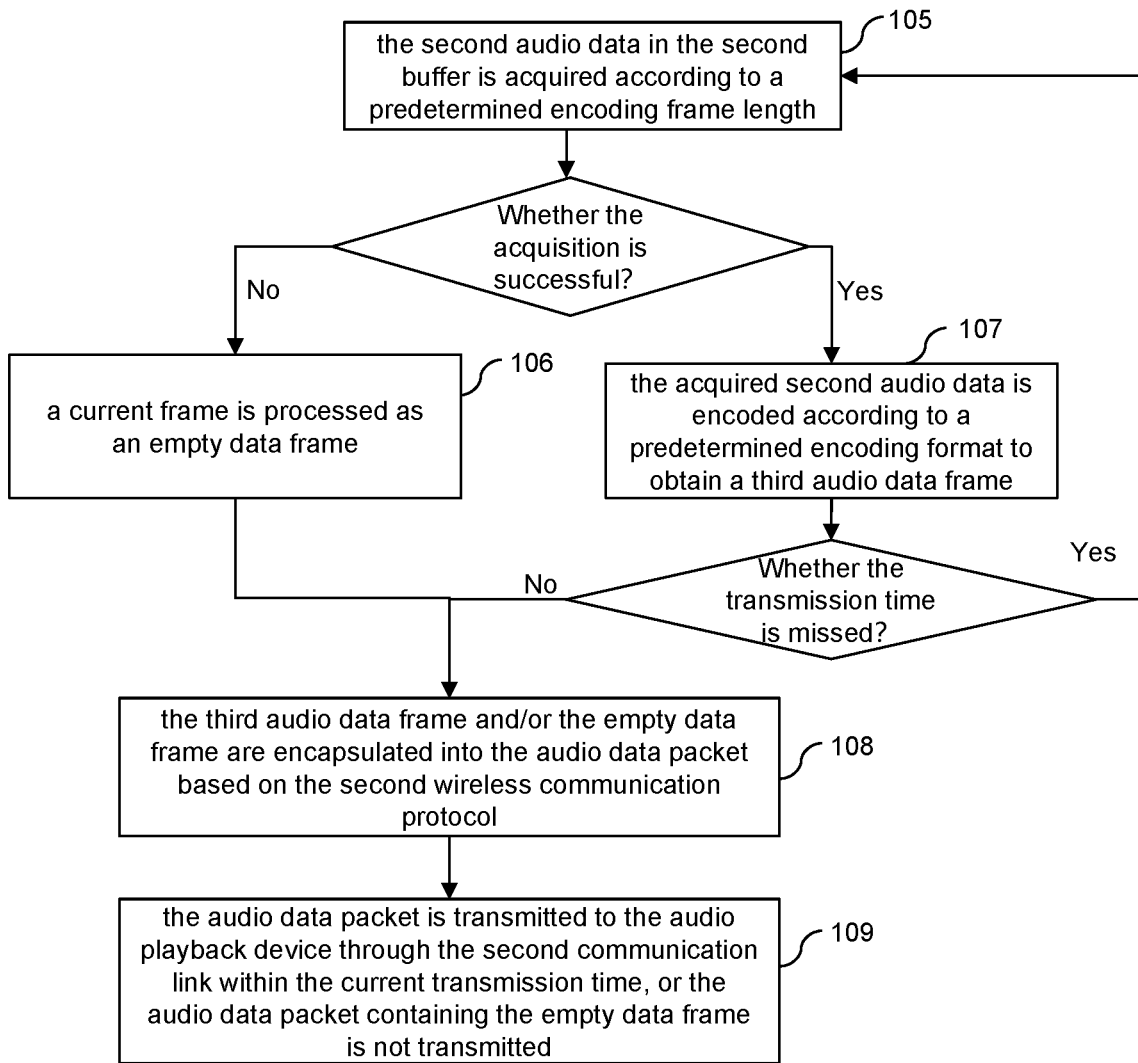 105
the second audio data in the second
buffer is acquired according to a
predetermined encoding frame length
Whether the
acquisition is
successful?
No
Yes
106
a current frame is processed as
an empty data frame
107
the acquired second audio data is
encoded according to a
predetermined encoding format to
obtain a third audio data frame
Whether the
transmission time
is missed?
No
Yes
the third audio data frame and/or the empty data
frame are encapsulated into the audio data packet
based on the second wireless communication
protocol
108
the audio data packet is transmitted to the audio
playback device through the second communication
link within the current transmission time, or the
audio data packet containing the empty data frame
is not transmitted
109